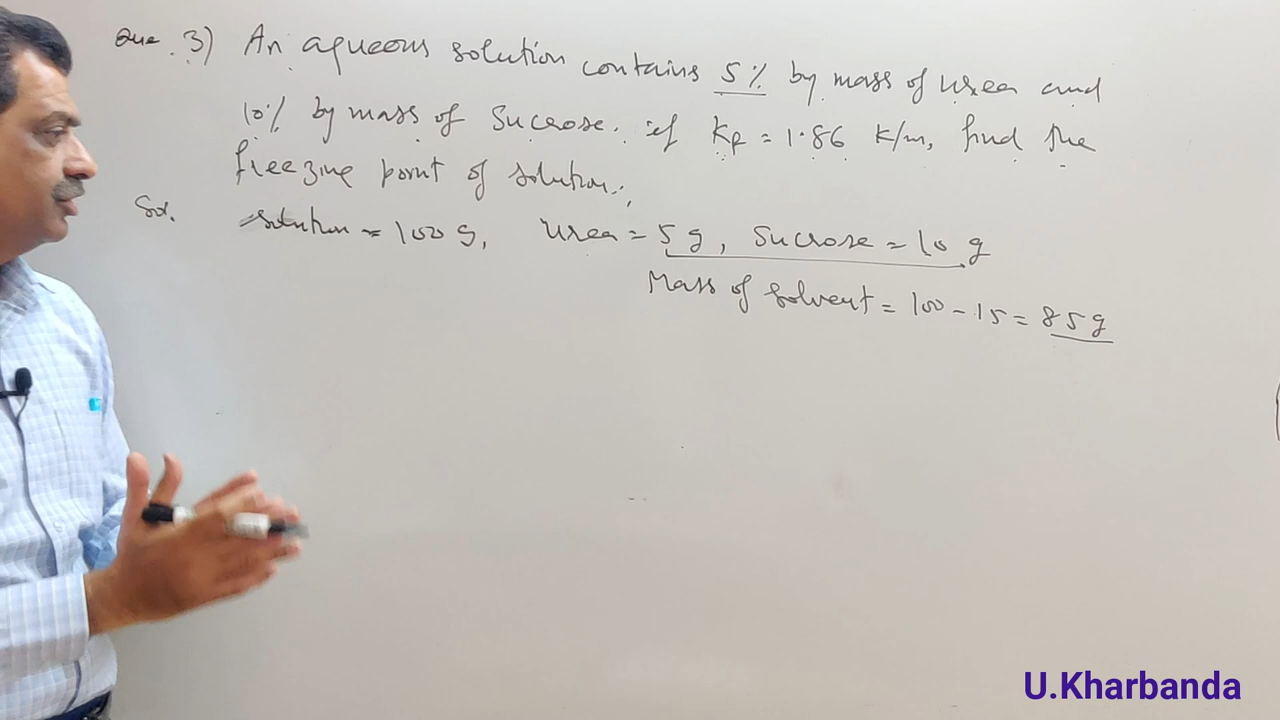 Que. 3) An aqueous solution contains 5% by mass of urea and
10% by mass of Sucrose. if Kf = 1.86 K/m, find the
freezing point of solution.
Sol. solution = 100 g, Urea = 5 g, Sucrose = 10 g
Mass of solvent = 100 - 15 = 85 g
U.Kharbanda